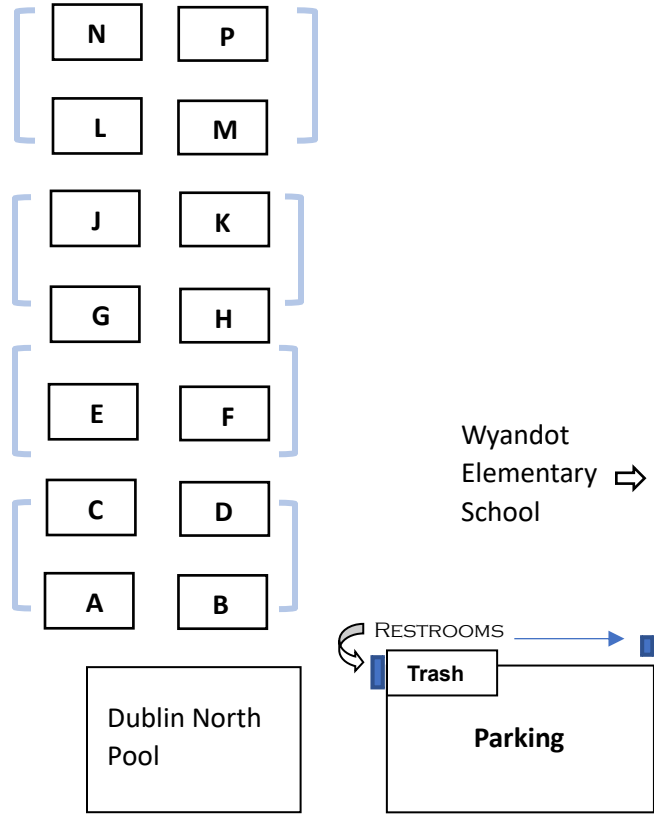 N P
L M
J K
G H
E F
Wyandot
Elementary
School
C D
A B
RESTROOMS
Trash
Dublin North
Pool
Parking